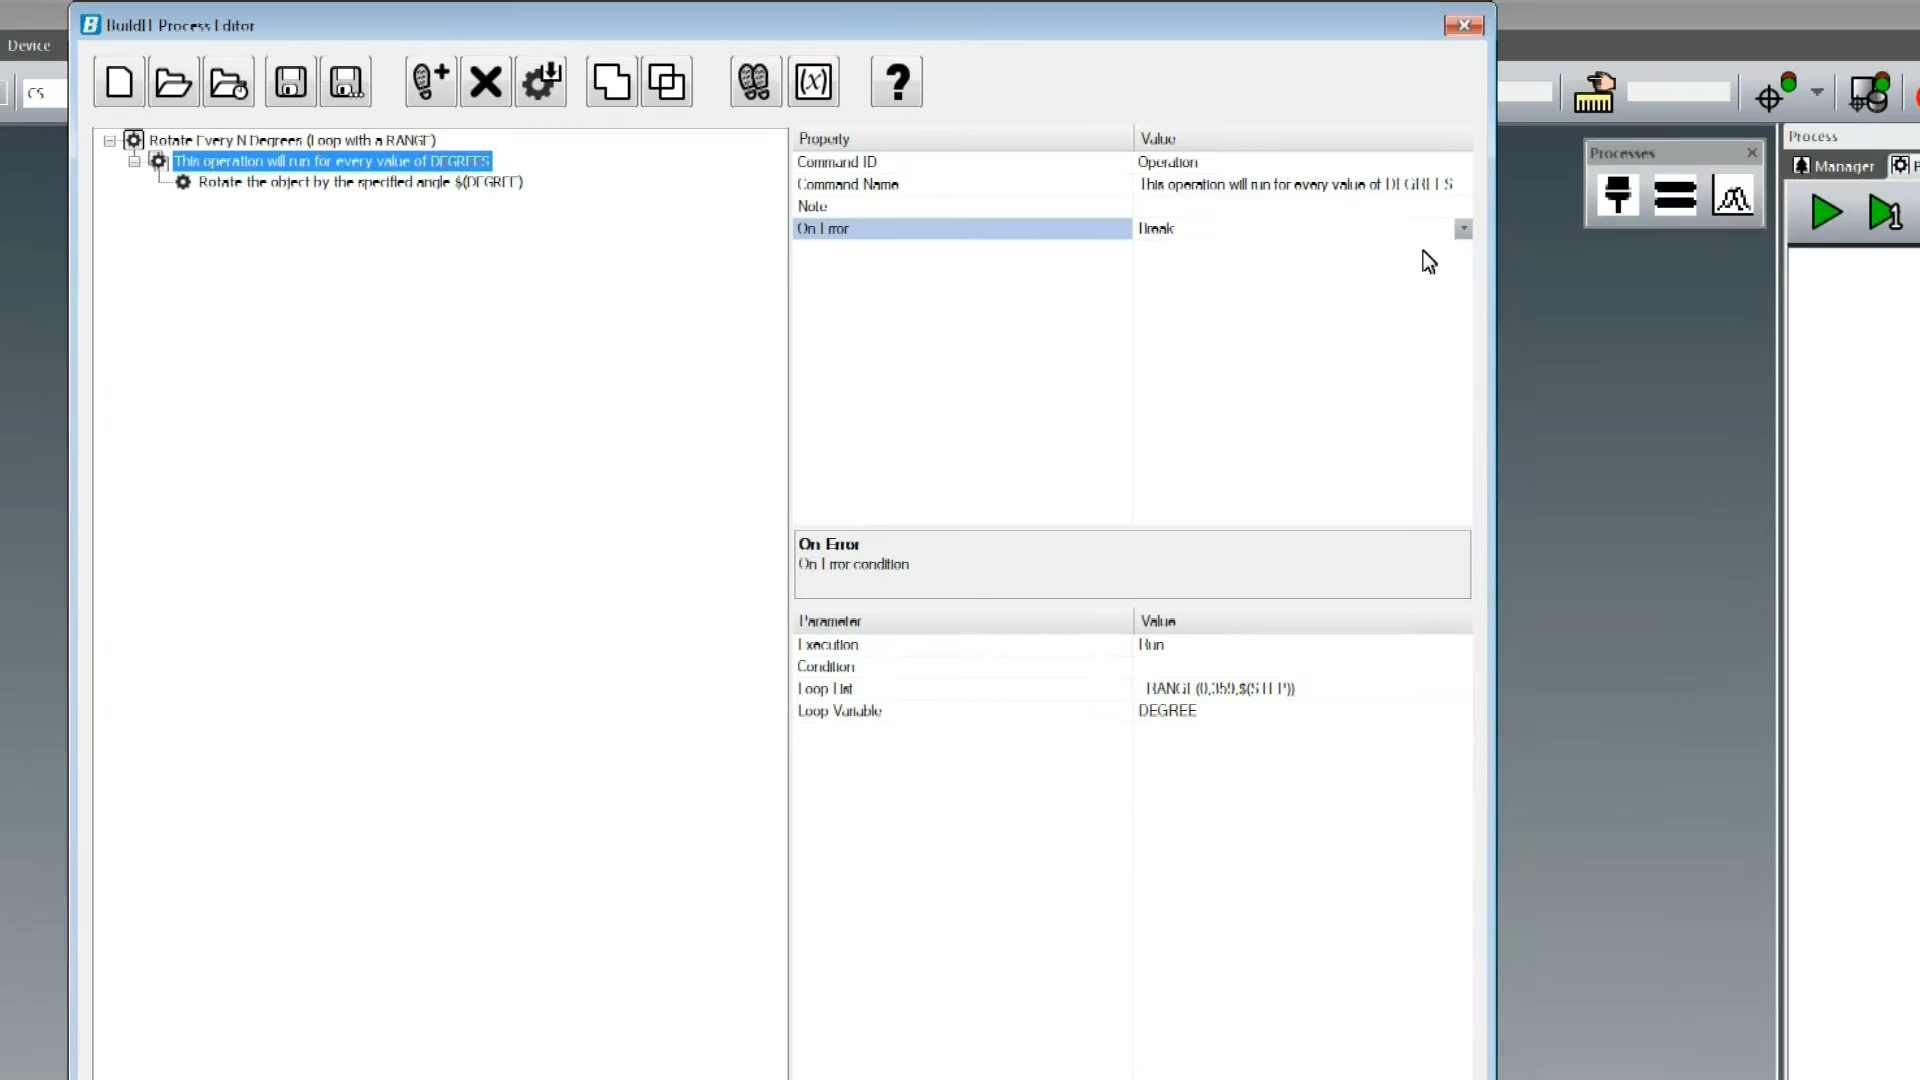 BuildIT Process Editor
Device
CS
Rotate Every N Degrees (Loop with a RANGE)
This operation will run for every value of DEGREES
Rotate the object by the specified angle $(DEGREE)
Property Value
Command ID Operation
Command Name This operation will run for every value of DEGREES
Note
On Error Break
On Error
On Error condition
Parameter Value
Execution Run
Condition
Loop List _RANGE(0,359,$(STEP))
Loop Variable DEGREE
Processes
Process
Manager
1